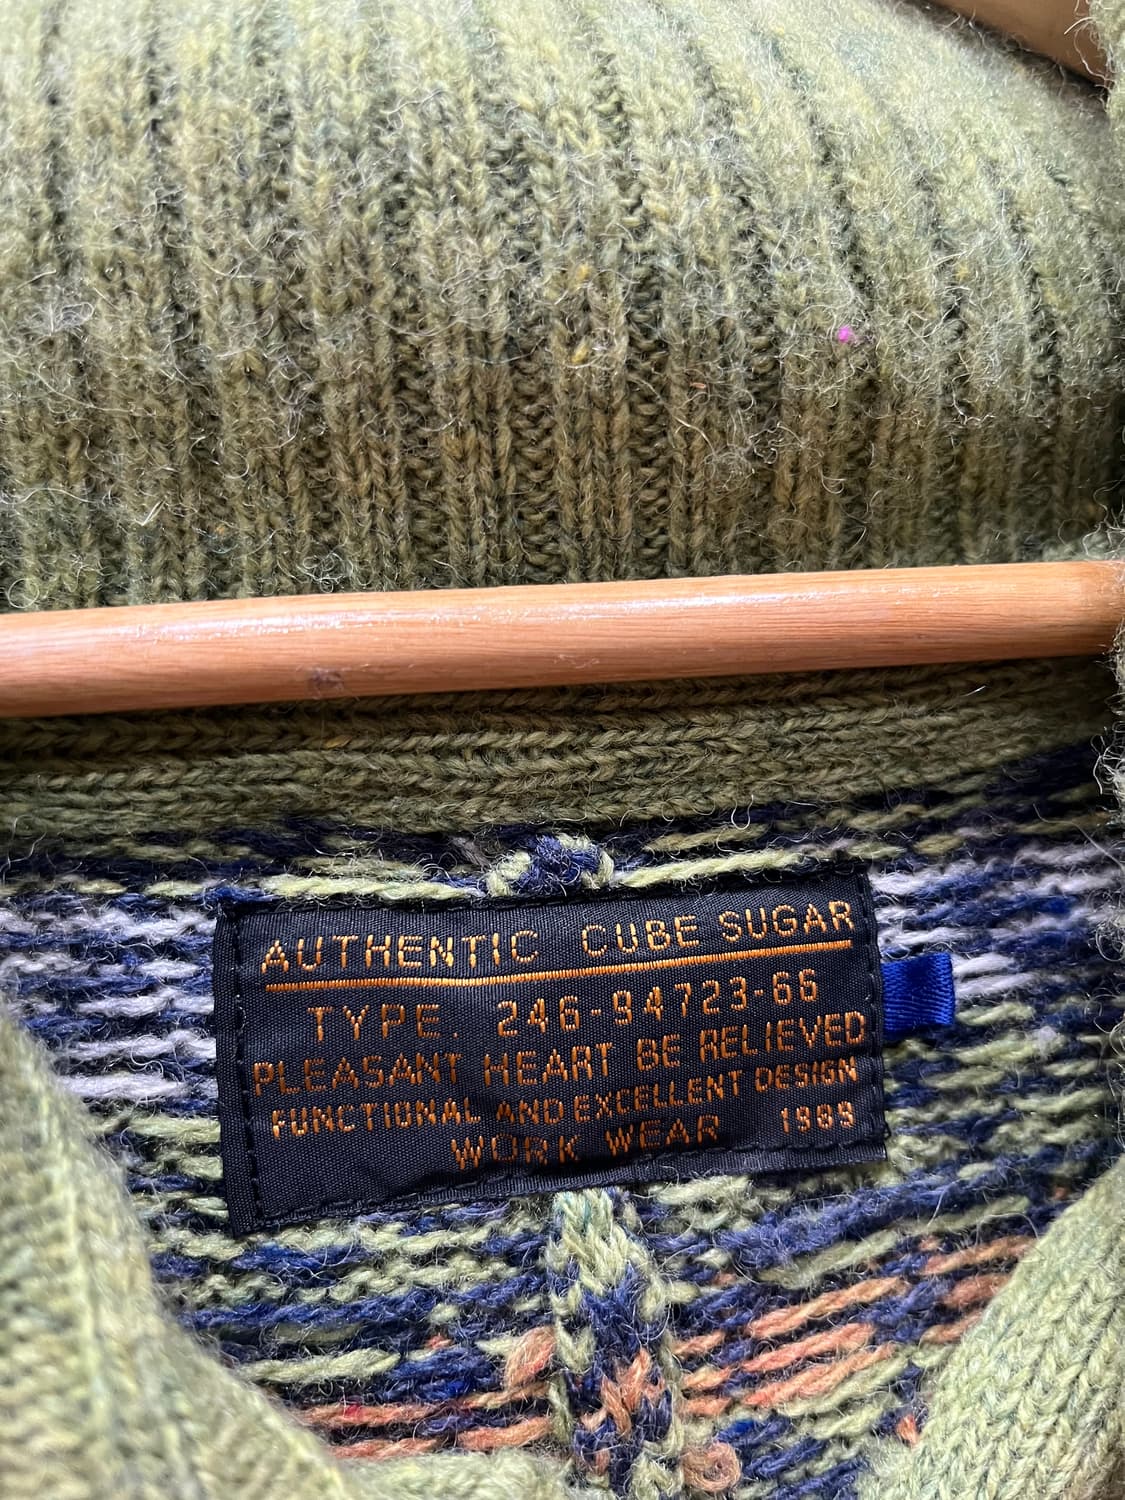 AUTHENTIC CUBE SUGAR
TYPE. 246-94723-66
PLEASANT HEART BE RELIEVED
FUNCTIONAL AND EXCELLENT DESIGN
WORK WEAR 1989